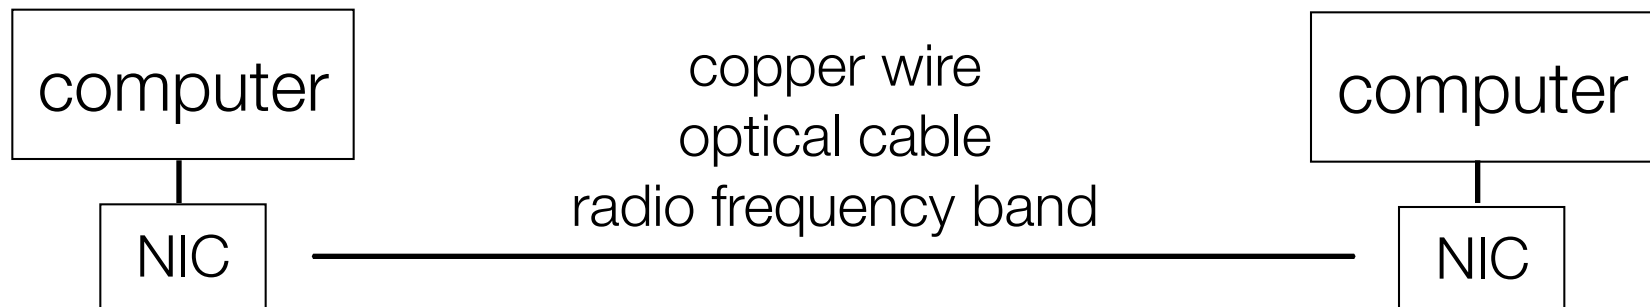 computer
copper wire
optical cable
radio frequency band
computer
NIC
NIC